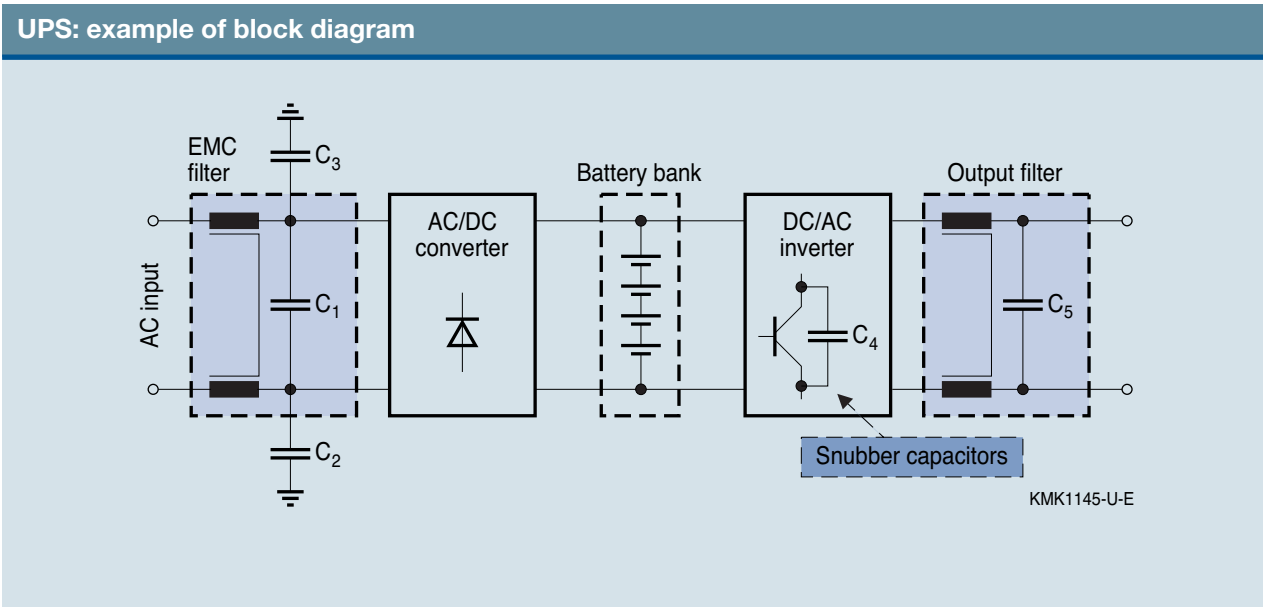 UPS: example of block diagram
EMC
filter
C3
Battery bank
Output filter
AC/DC
converter
DC/AC
inverter
AC input
C1
C4
C5
C2
Snubber capacitors
KMK1145-U-E